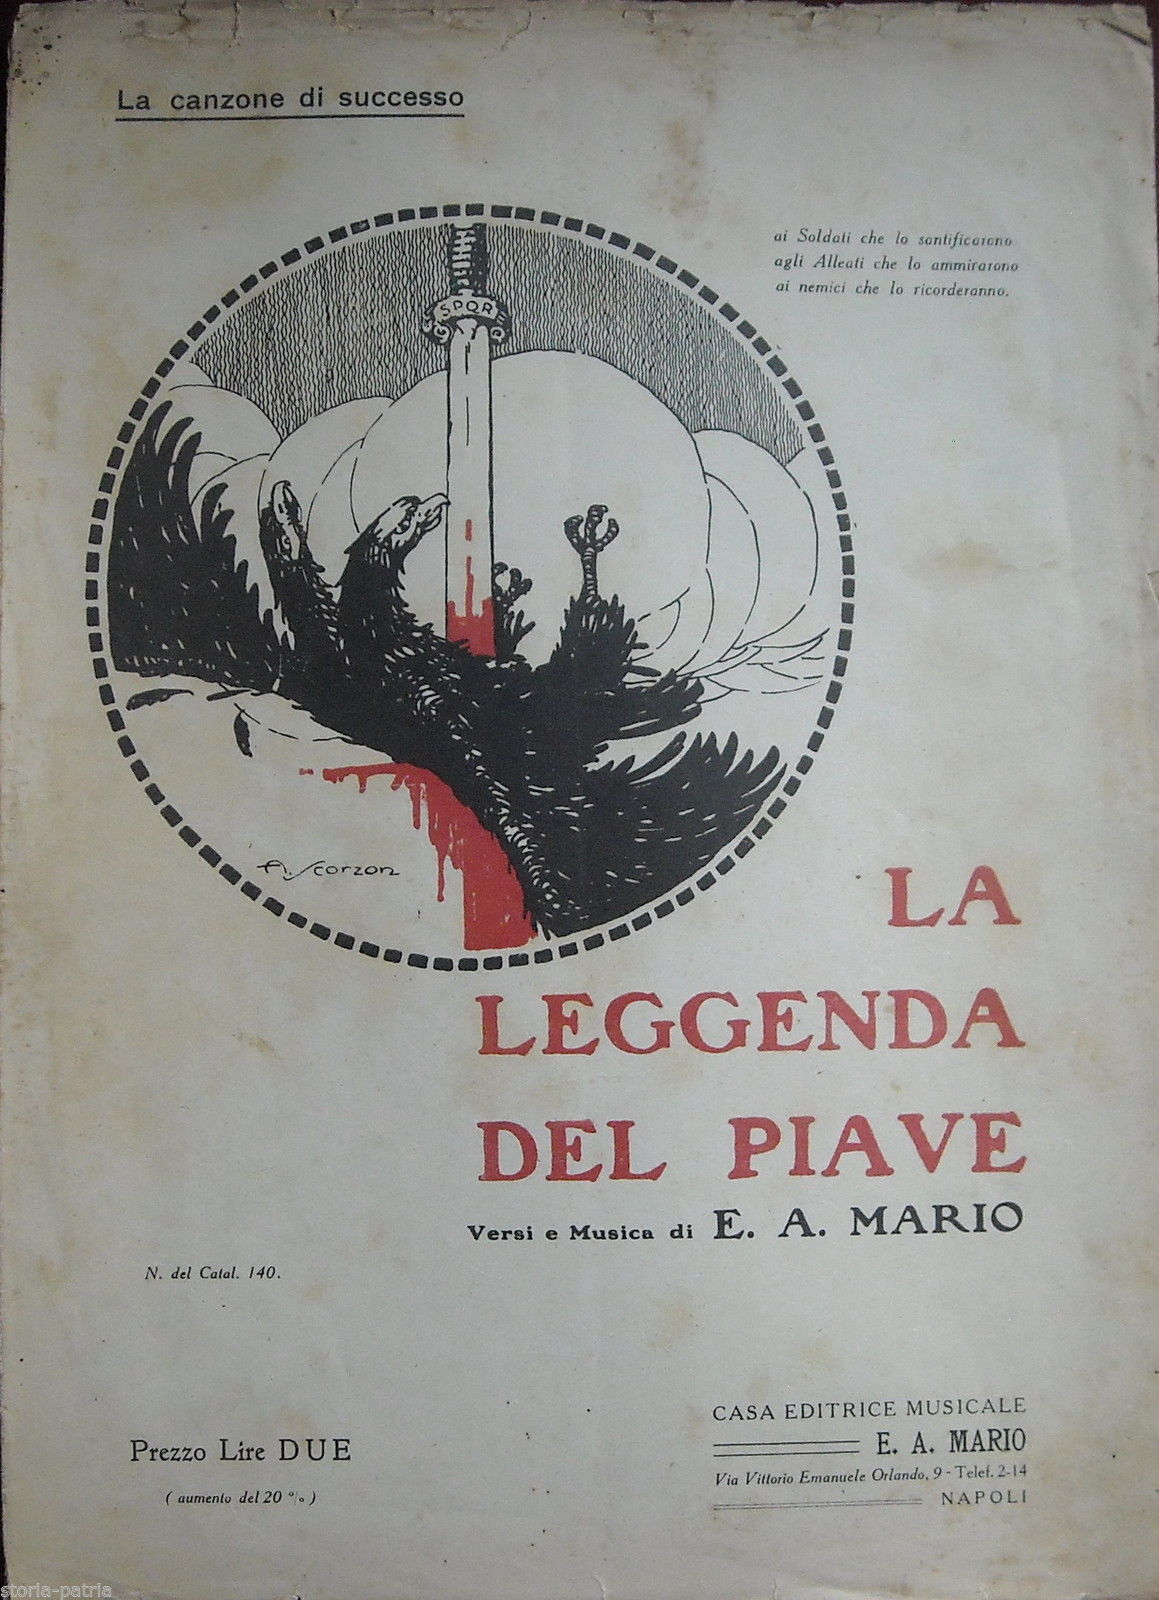 La canzone di successo
ai Soldati che lo santificarono
agli Alleati che lo ammirarono
ai nemici che lo ricorderanno.
SPQR
A. Scorzon
LA
LEGGENDA
DEL PIAVE
Versi e Musica di E. A. MARIO
N. del Catal. 140.
Prezzo Lire DUE
( aumento del 20 % )
CASA EDITRICE MUSICALE
E. A. MARIO
Via Vittorio Emanuele Orlando, 9 - Telef. 2-14
NAPOLI
storia-patria